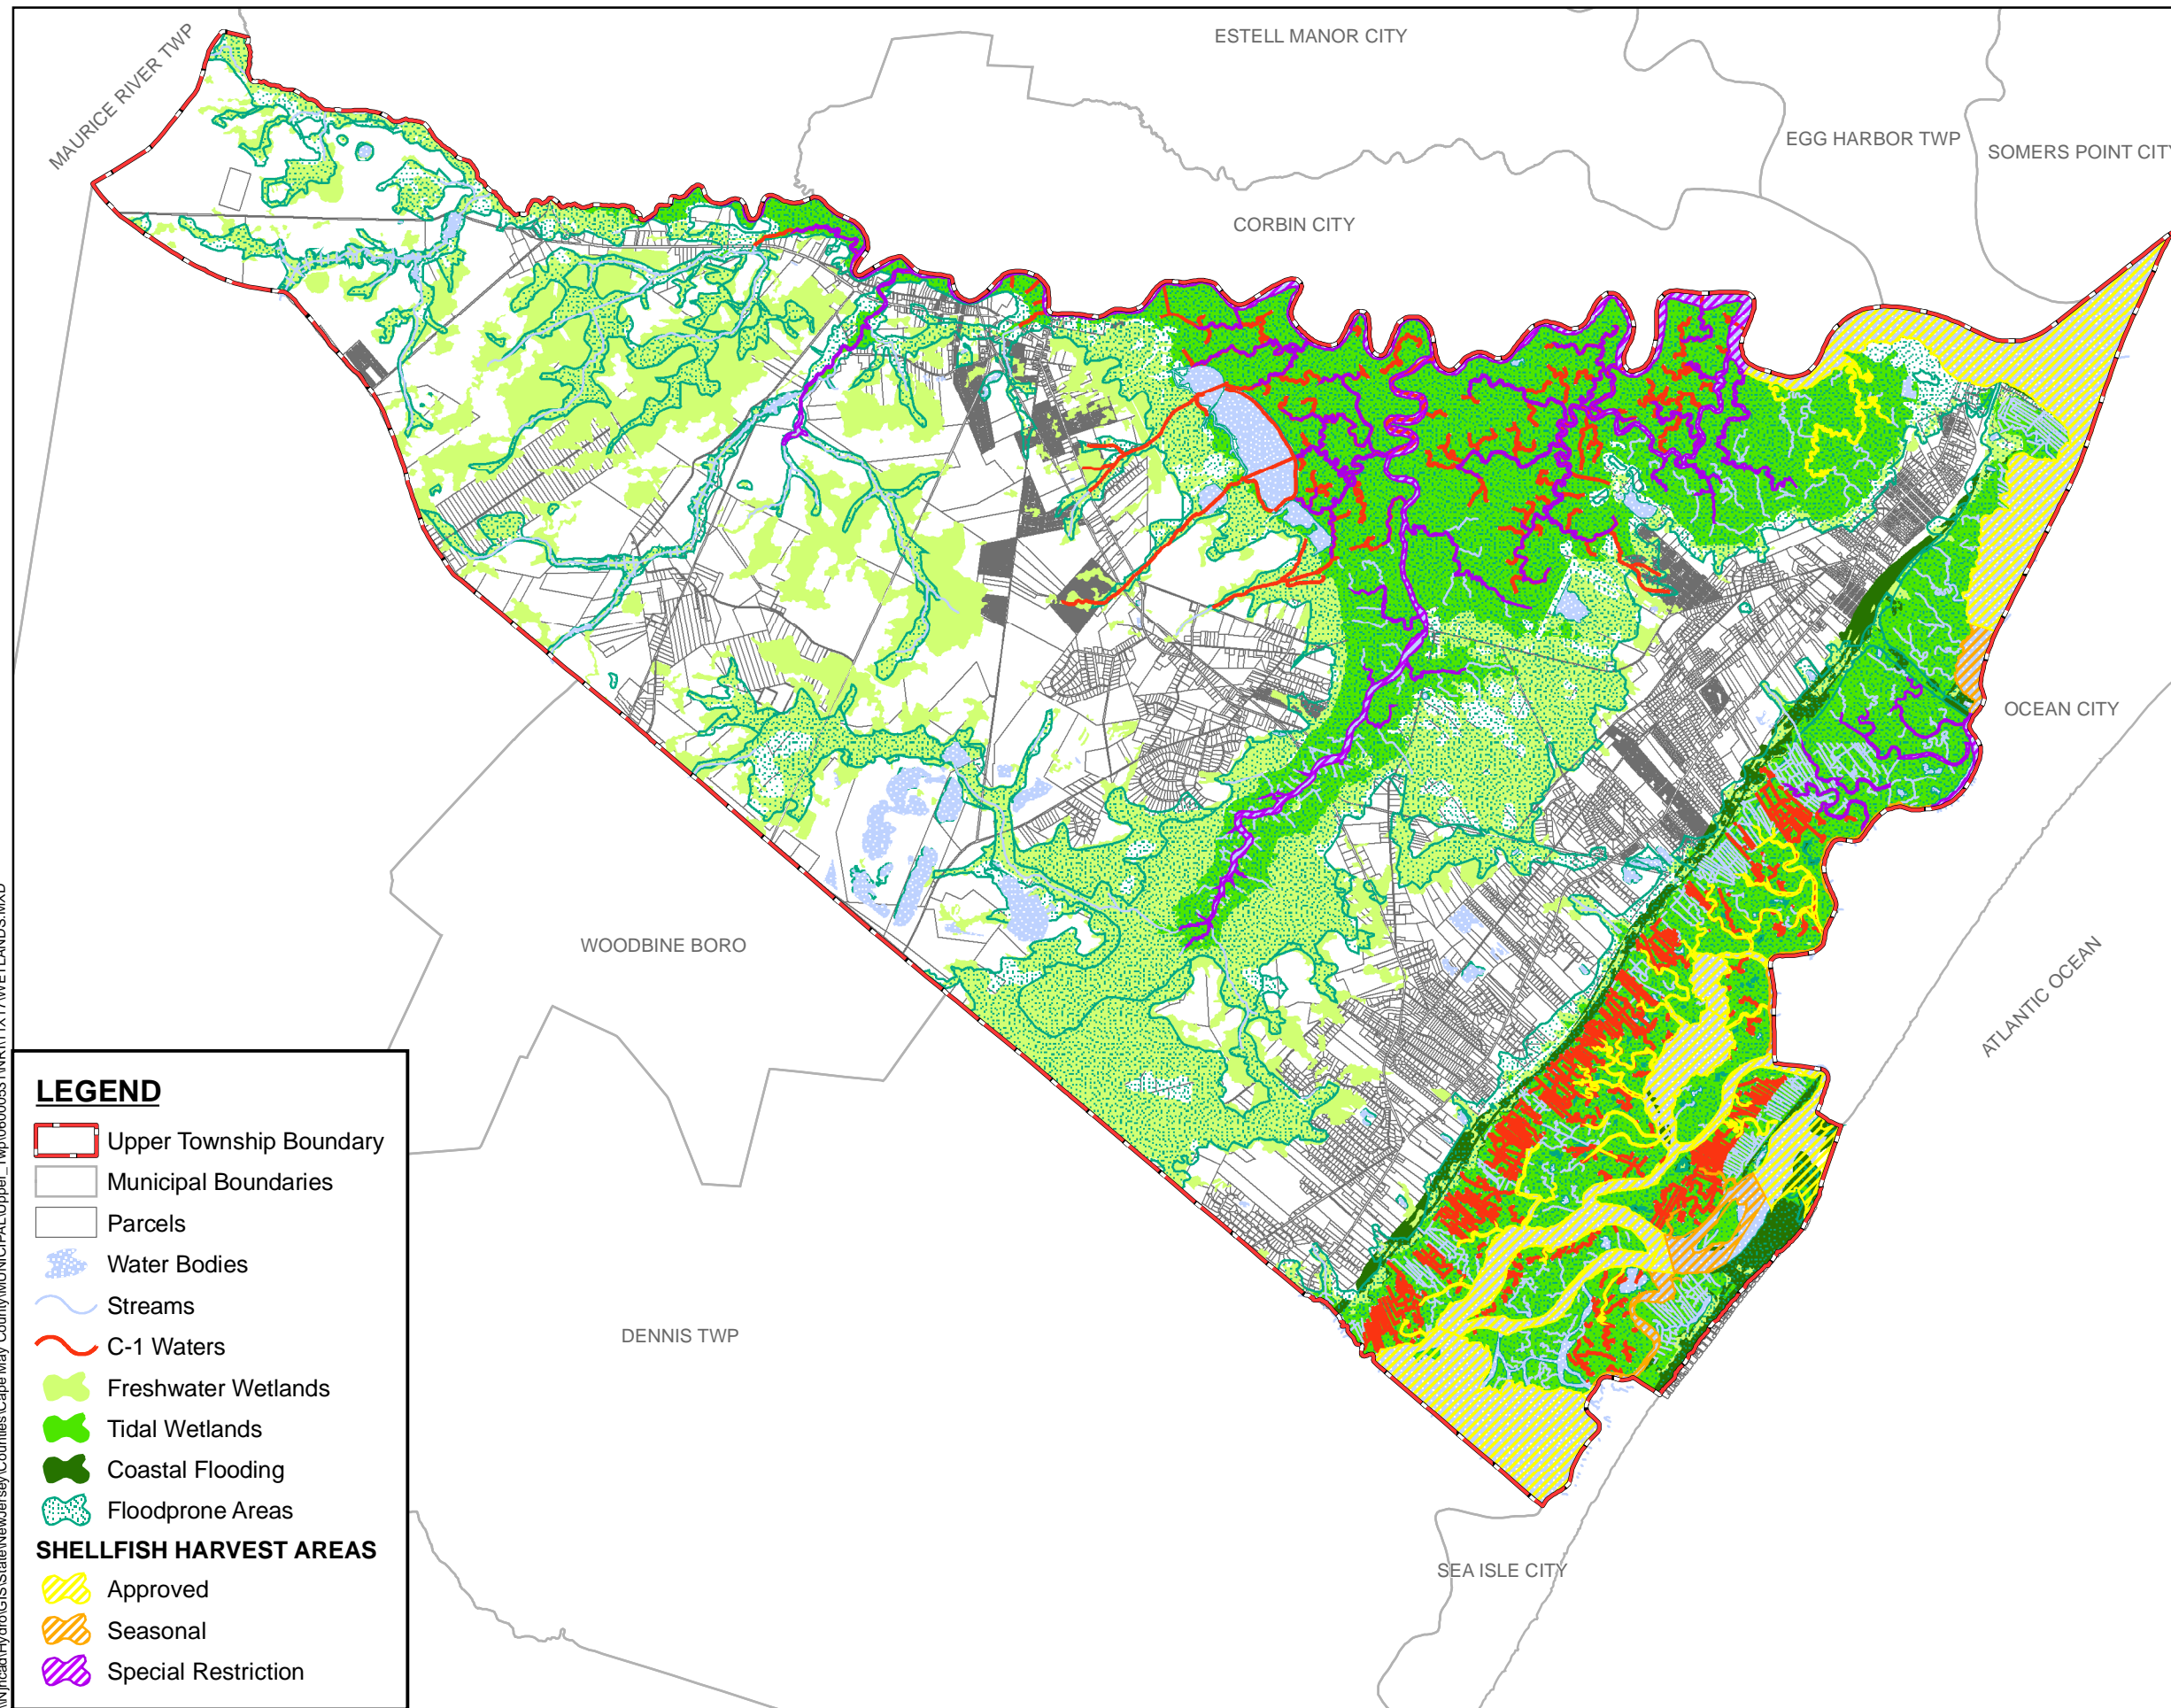 ESTELL MANOR CITY
MAURICE RIVER TWP
EGG HARBOR TWP
SOMERS POINT CITY
CORBIN CITY
OCEAN CITY
WOODBINE BORO
ATLANTIC OCEAN
DENNIS TWP
SEA ISLE CITY
LEGEND
Upper Township Boundary
Municipal Boundaries
Parcels
Water Bodies
Streams
C-1 Waters
Freshwater Wetlands
Tidal Wetlands
Coastal Flooding
Floodprone Areas
SHELLFISH HARVEST AREAS
Approved
Seasonal
Special Restriction